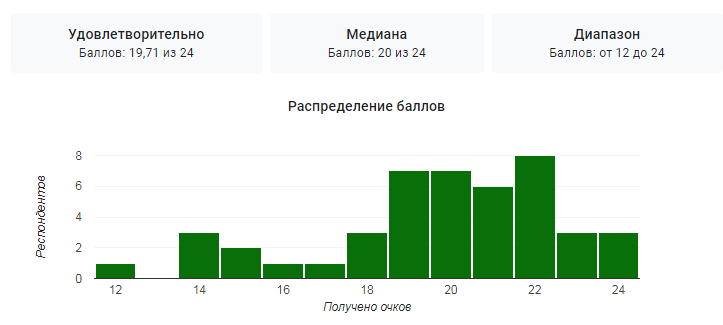 Удовлетворительно
Баллов: 19,71 из 24
Медиана
Баллов: 20 из 24
Диапазон
Баллов: от 12 до 24
Распределение баллов
Респондентов
8
6
4
2
0
12 14 16 18 20 22 24
Получено очков